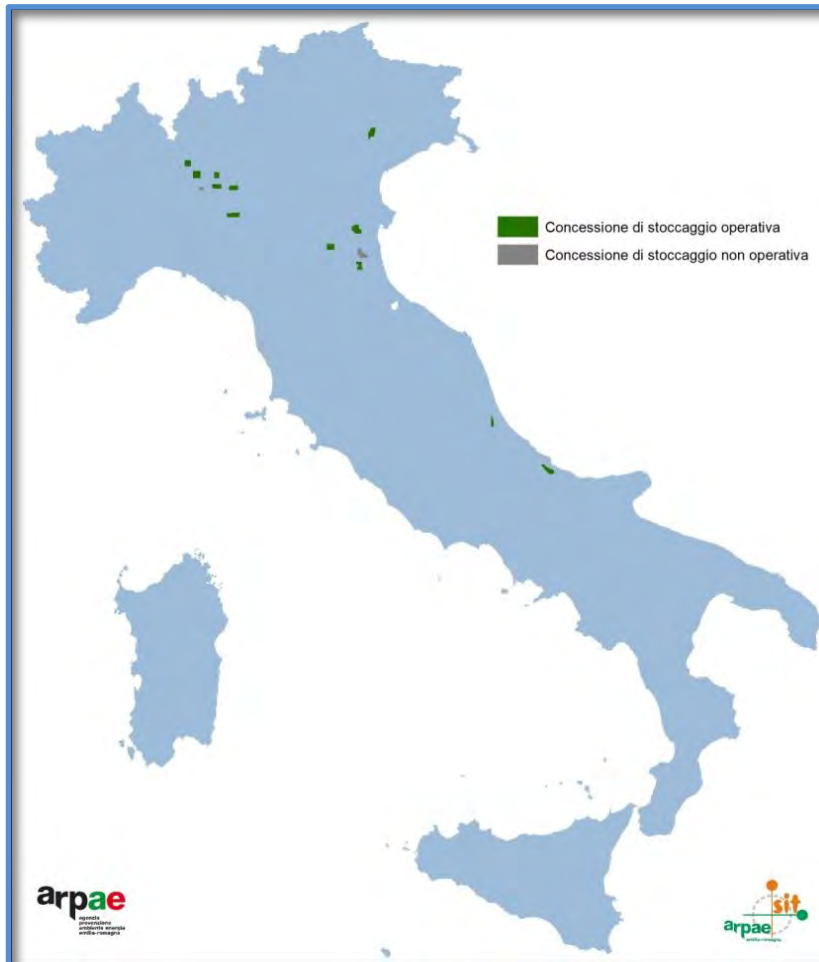 Concessione di stoccaggio operativa
Concessione di stoccaggio non operativa
arpae
agenzia
prevenzione
ambiente energia
emilia-romagna
sit
arpae
emilia-romagna